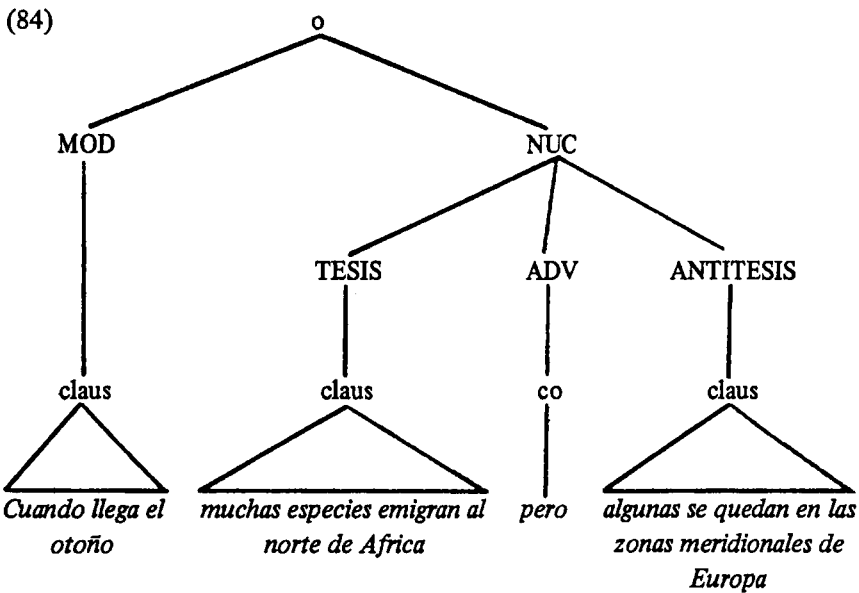 (84)
o
MOD NUC
TESIS ADV ANTITESIS
claus claus co claus
Cuando llega el muchas especies emigran al pero algunas se quedan en las
otoño norte de Africa zonas meridionales de
Europa